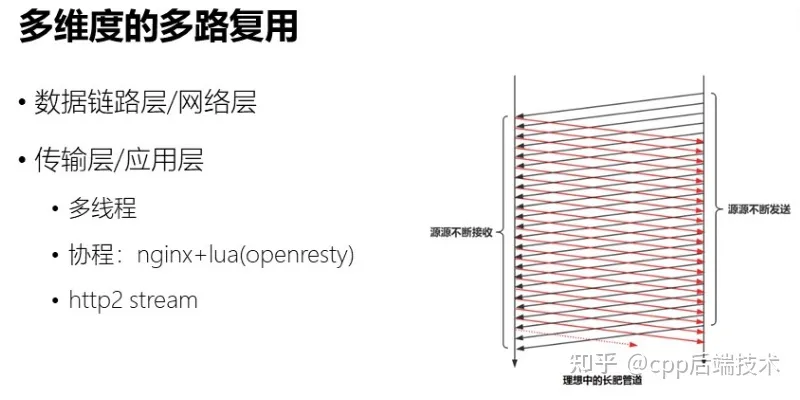 多维度的多路复用
• 数据链路层/网络层
• 传输层/应用层
• 多线程
• 协程：nginx+lua(openresty)
• http2 stream
源源不断接收
源源不断发送
理想中的长肥管道
知乎 @cpp后端技术